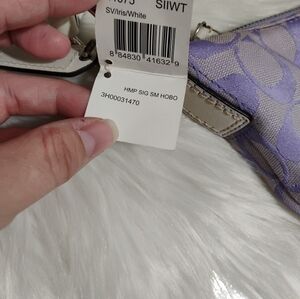 SIIWT
SV/Iris/White
8 84830 41632 9
HMP SIG SM HOBO
3H00031470